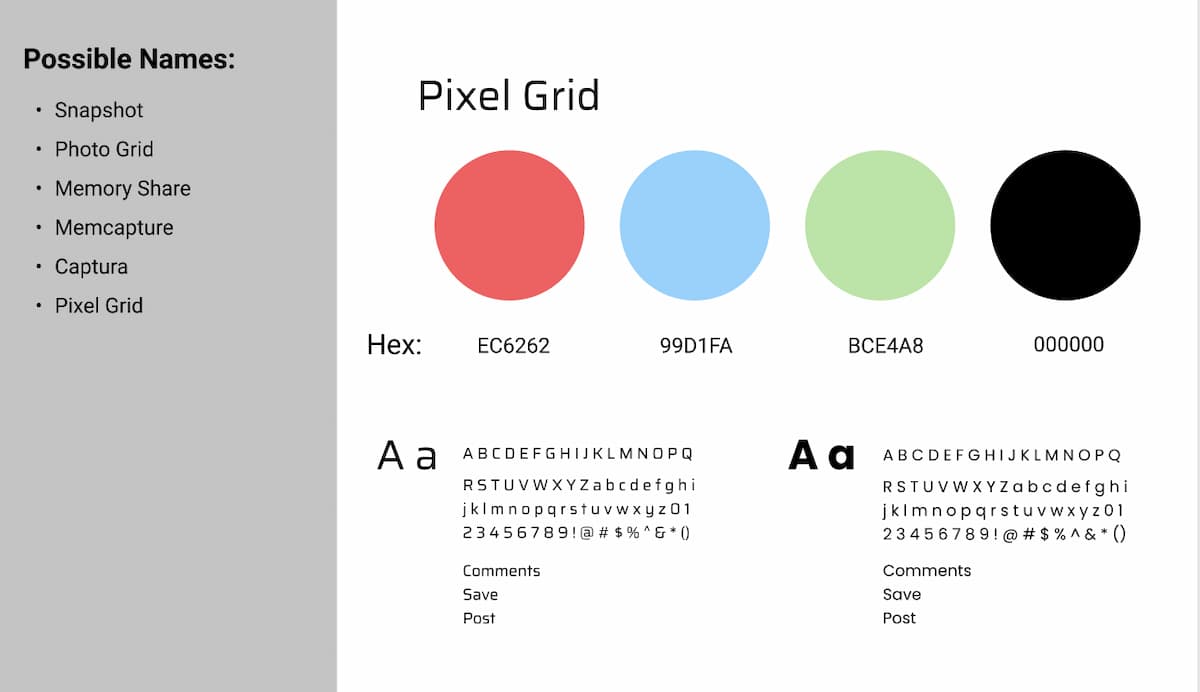 Possible Names:
• Snapshot
• Photo Grid
• Memory Share
• Memcapture
• Captura
• Pixel Grid
Pixel Grid
Hex: EC6262 99D1FA BCE4A8 000000
A a
A B C D E F G H I J K L M N O P Q
R S T U V W X Y Z a b c d e f g h i
j k l m n o p q r s t u v w x y z 0 1
2 3 4 5 6 7 8 9 ! @ # $ % ^ & * ()
Comments
Save
Post
A a
A B C D E F G H I J K L M N O P Q
R S T U V W X Y Z a b c d e f g h i
j k l m n o p q r s t u v w x y z 0 1
2 3 4 5 6 7 8 9 ! @ # $ % ^ & * ()
Comments
Save
Post